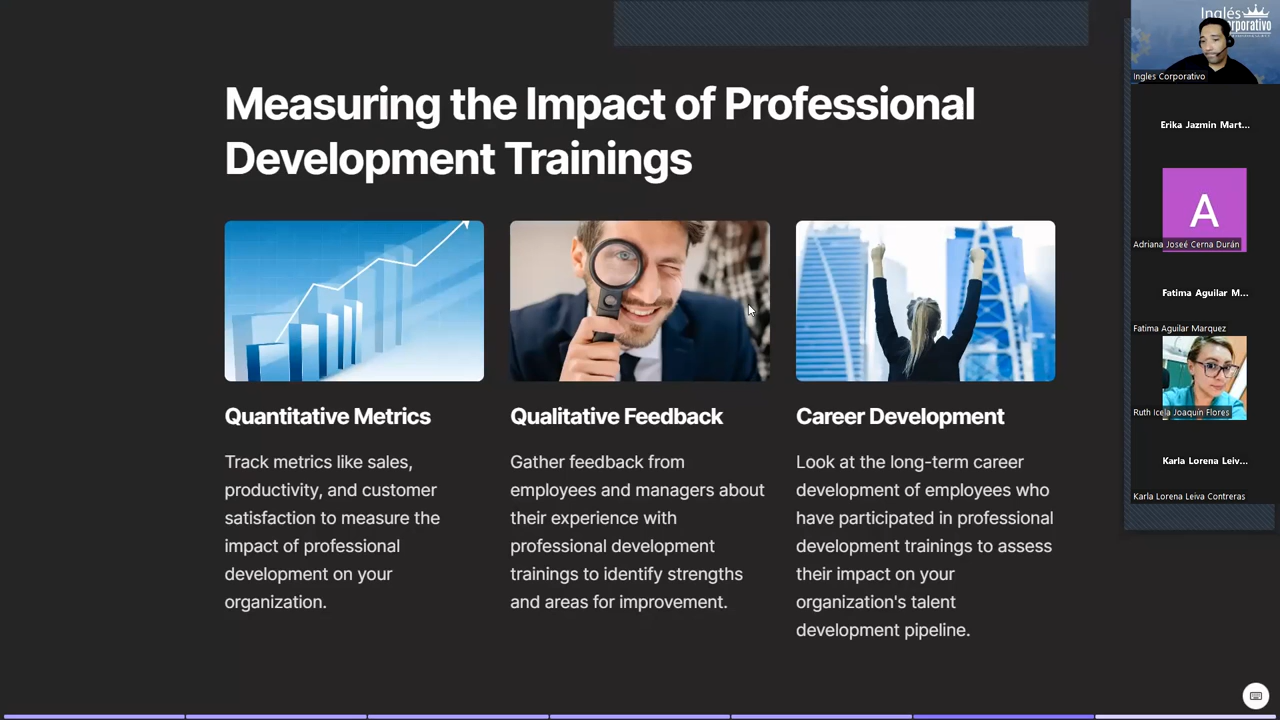 Measuring the Impact of Professional
Development Trainings
Quantitative Metrics
Track metrics like sales,
productivity, and customer
satisfaction to measure the
impact of professional
development on your
organization.
Qualitative Feedback
Gather feedback from
employees and managers about
their experience with
professional development
trainings to identify strengths
and areas for improvement.
Career Development
Look at the long-term career
development of employees who
have participated in professional
development trainings to assess
their impact on your
organization's talent
development pipeline.
Inglés
Ingles Corporativo
Erika Jazmin Mart...
A
Adriana Joseé Cerna Durán
Fatima Aguilar M...
Fatima Aguilar Marquez
Ruth Icela Joaquín Flores
Karla Lorena Leiv...
Karla Lorena Leiva Contreras